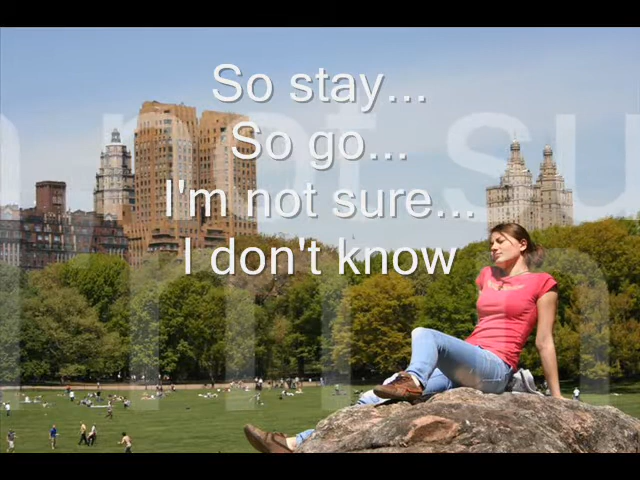 So stay...
So go...
I'm not sure...
I don't know